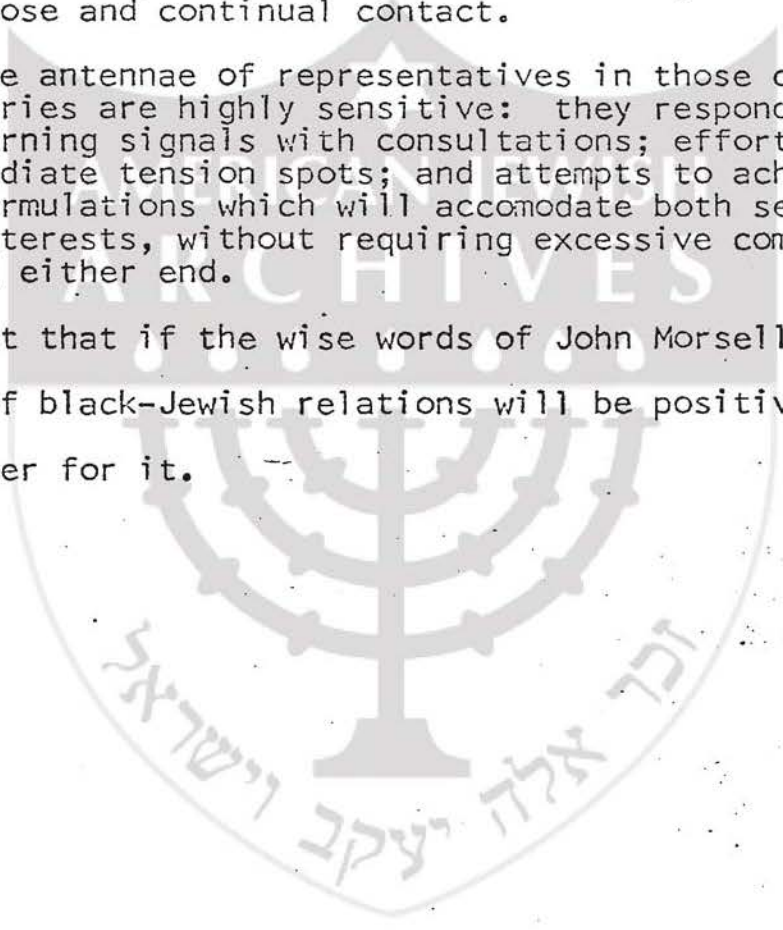 ose and continual contact.
e antennae of representatives in those c
ries are highly sensitive: they respond
rning signals with consultations; effort
diate tension spots; and attempts to ach
rmulations which will accomodate both se
terests, without requiring excessive com
either end.
t that if the wise words of John Morsell
f black-Jewish relations will be positiv
er for it.
AMERICAN JEWISH
ARCHIVES
זכר אלה יעקב וישראל